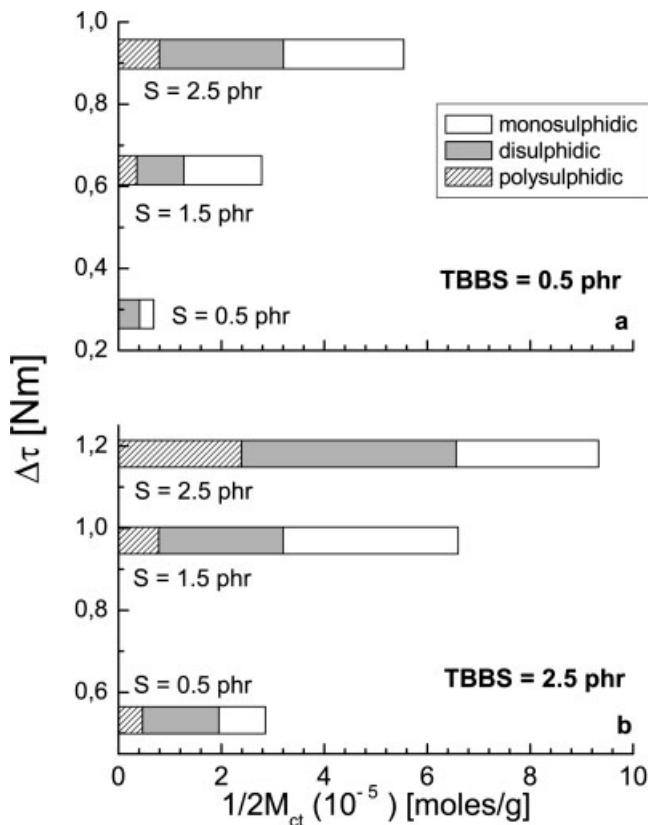 1,0
S = 2.5 phr
0,8
monosulphidic
disulphidic
polysulphidic
0,6
S = 1.5 phr
0,4
TBBS = 0.5 phr
S = 0.5 phr
a
0,2
Δτ [Nm]
1,2
S = 2.5 phr
1,0
S = 1.5 phr
0,8
S = 0.5 phr
TBBS = 2.5 phr
0,6
b
0 2 4 6 8 10
1/2M_ct (10^-5) [moles/g]